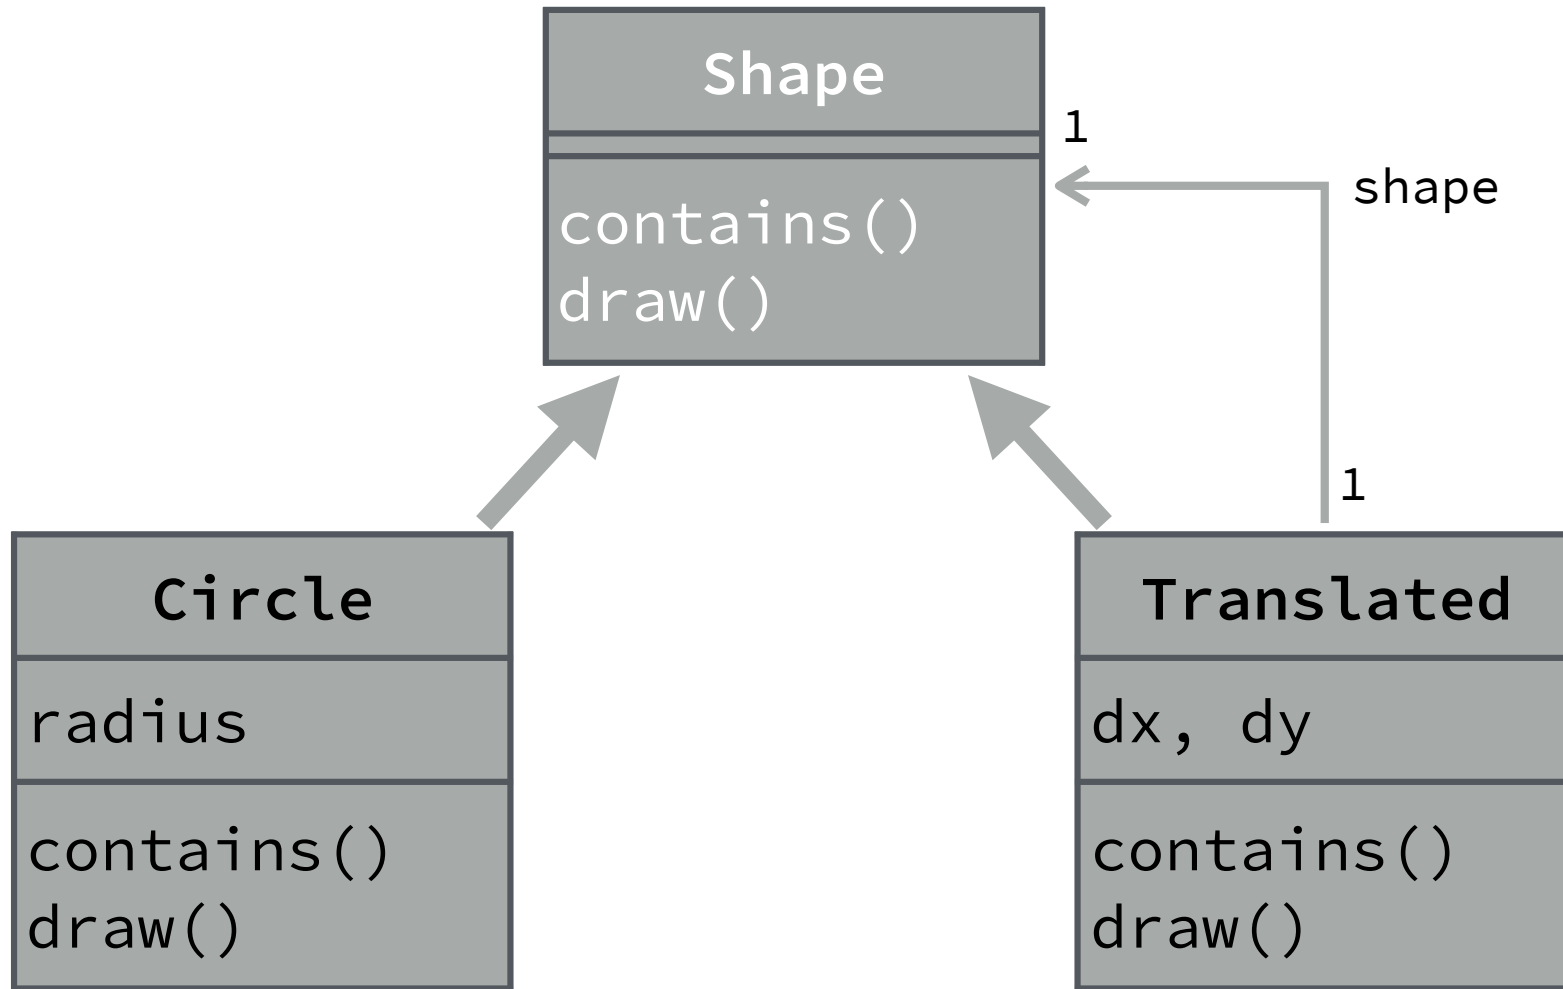 Shape
1
shape
contains()
draw()
1
Circle
radius
contains()
draw()
Translated
dx, dy
contains()
draw()